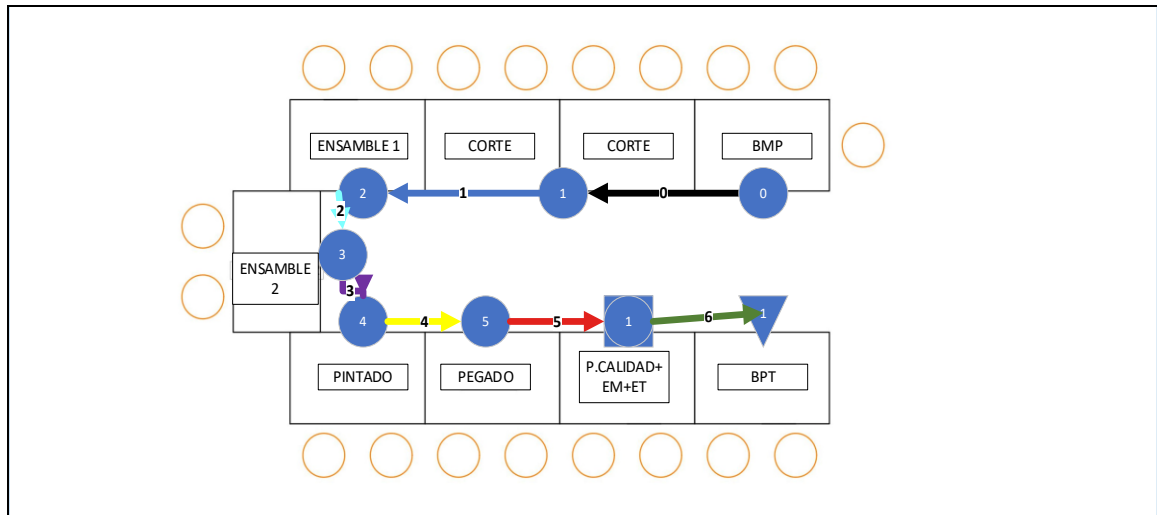 ENSAMBLE 1
CORTE
CORTE
BMP
2
1
1
0
0
2
3
ENSAMBLE
2
3
4
4
5
5
1
6
1
PINTADO
PEGADO
P.CALIDAD+
EM+ET
BPT